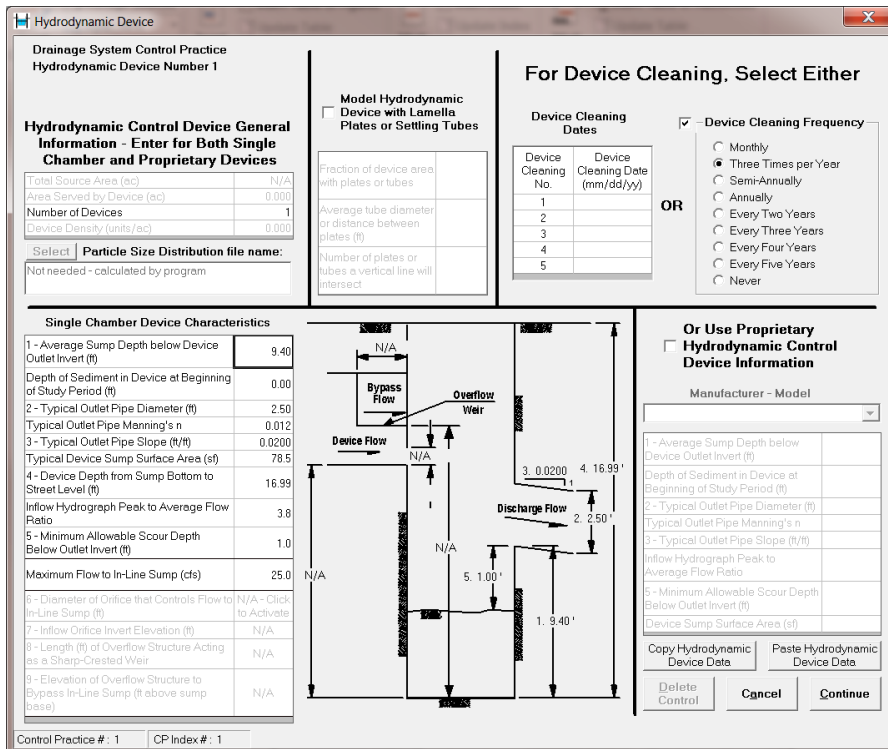 Hydrodynamic Device
Drainage System Control Practice
Hydrodynamic Device Number 1
Hydrodynamic Control Device General
Information - Enter for Both Single
Chamber and Proprietary Devices
Total Source Area (ac) N/A
Area Served by Device (ac) 0.000
Number of Devices 1
Device Density (units/ac) 0.000
Select Particle Size Distribution file name:
Not needed - calculated by program
Model Hydrodynamic
Device with Lamella
Plates or Settling Tubes
Fraction of device area
with plates or tubes
Average tube diameter
or distance between
plates (ft)
Number of plates or
tubes a vertical line will
intersect
For Device Cleaning, Select Either
Device Cleaning
Dates
Device
Cleaning
No.
Device
Cleaning Date
(mm/dd/yy)
1
2
3
4
5
OR
Device Cleaning Frequency
Monthly
Three Times per Year
Semi-Annually
Annually
Every Two Years
Every Three Years
Every Four Years
Every Five Years
Never
Single Chamber Device Characteristics
1 - Average Sump Depth below Device
Outlet Invert (ft) 9.40
Depth of Sediment in Device at Beginning
of Study Period (ft) 0.00
2 - Typical Outlet Pipe Diameter (ft) 2.50
Typical Outlet Pipe Manning's n 0.012
3 - Typical Outlet Pipe Slope (ft/ft) 0.0200
Typical Device Sump Surface Area (sf) 78.5
4 - Device Depth from Sump Bottom to
Street Level (ft) 16.99
Inflow Hydrograph Peak to Average Flow
Ratio 3.8
5 - Minimum Allowable Scour Depth
Below Outlet Invert (ft) 1.0
Maximum Flow to In-Line Sump (cfs) 25.0
6 - Diameter of Orifice that Controls Flow to
In-Line Sump (ft) N/A - Click
to Activate
7 - Inflow Orifice Invert Elevation (ft) N/A
8 - Length (ft) of Overflow Structure Acting
as a Sharp-Crested Weir N/A
9 - Elevation of Overflow Structure to
Bypass In-Line Sump (ft above sump
base) N/A
N/A
Bypass
Flow
Overflow
Weir
Device Flow
N/A
3. 0.0200
1
4. 16.99 '
Discharge Flow
2. 2.50 '
N/A
N/A
5. 1.00 '
1. 9.40 '
Or Use Proprietary
Hydrodynamic Control
Device Information
Manufacturer - Model
1 - Average Sump Depth below
Device Outlet Invert (ft)
Depth of Sediment in Device at
Beginning of Study Period (ft)
2 - Typical Outlet Pipe Diameter (ft)
Typical Outlet Pipe Manning's n
3 - Typical Outlet Pipe Slope (ft/ft)
Inflow Hydrograph Peak to
Average Flow Ratio
5 - Minimum Allowable Scour Depth
Below Outlet Invert (ft)
Device Sump Surface Area (sf)
Copy Hydrodynamic
Device Data
Paste Hydrodynamic
Device Data
Delete
Control
Cancel
Continue
Control Practice #: 1
CP Index #: 1